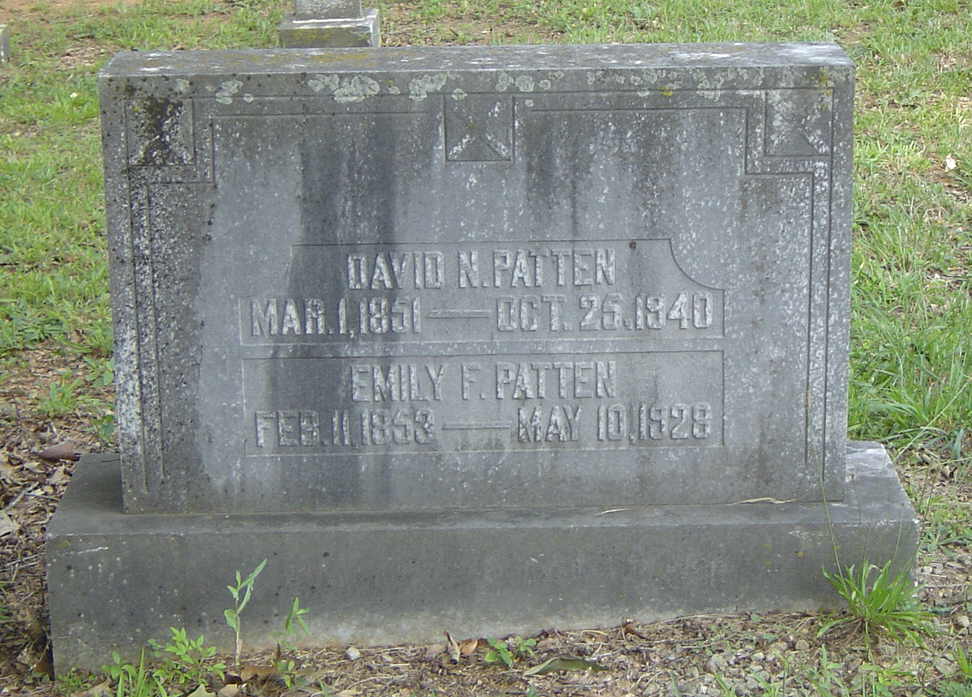 DAVID N. PATTEN
MAR. 1, 1851 — OCT. 25. 1940
EMILY F. PATTEN
FEB. 11, 1853 — MAY 10, 1928